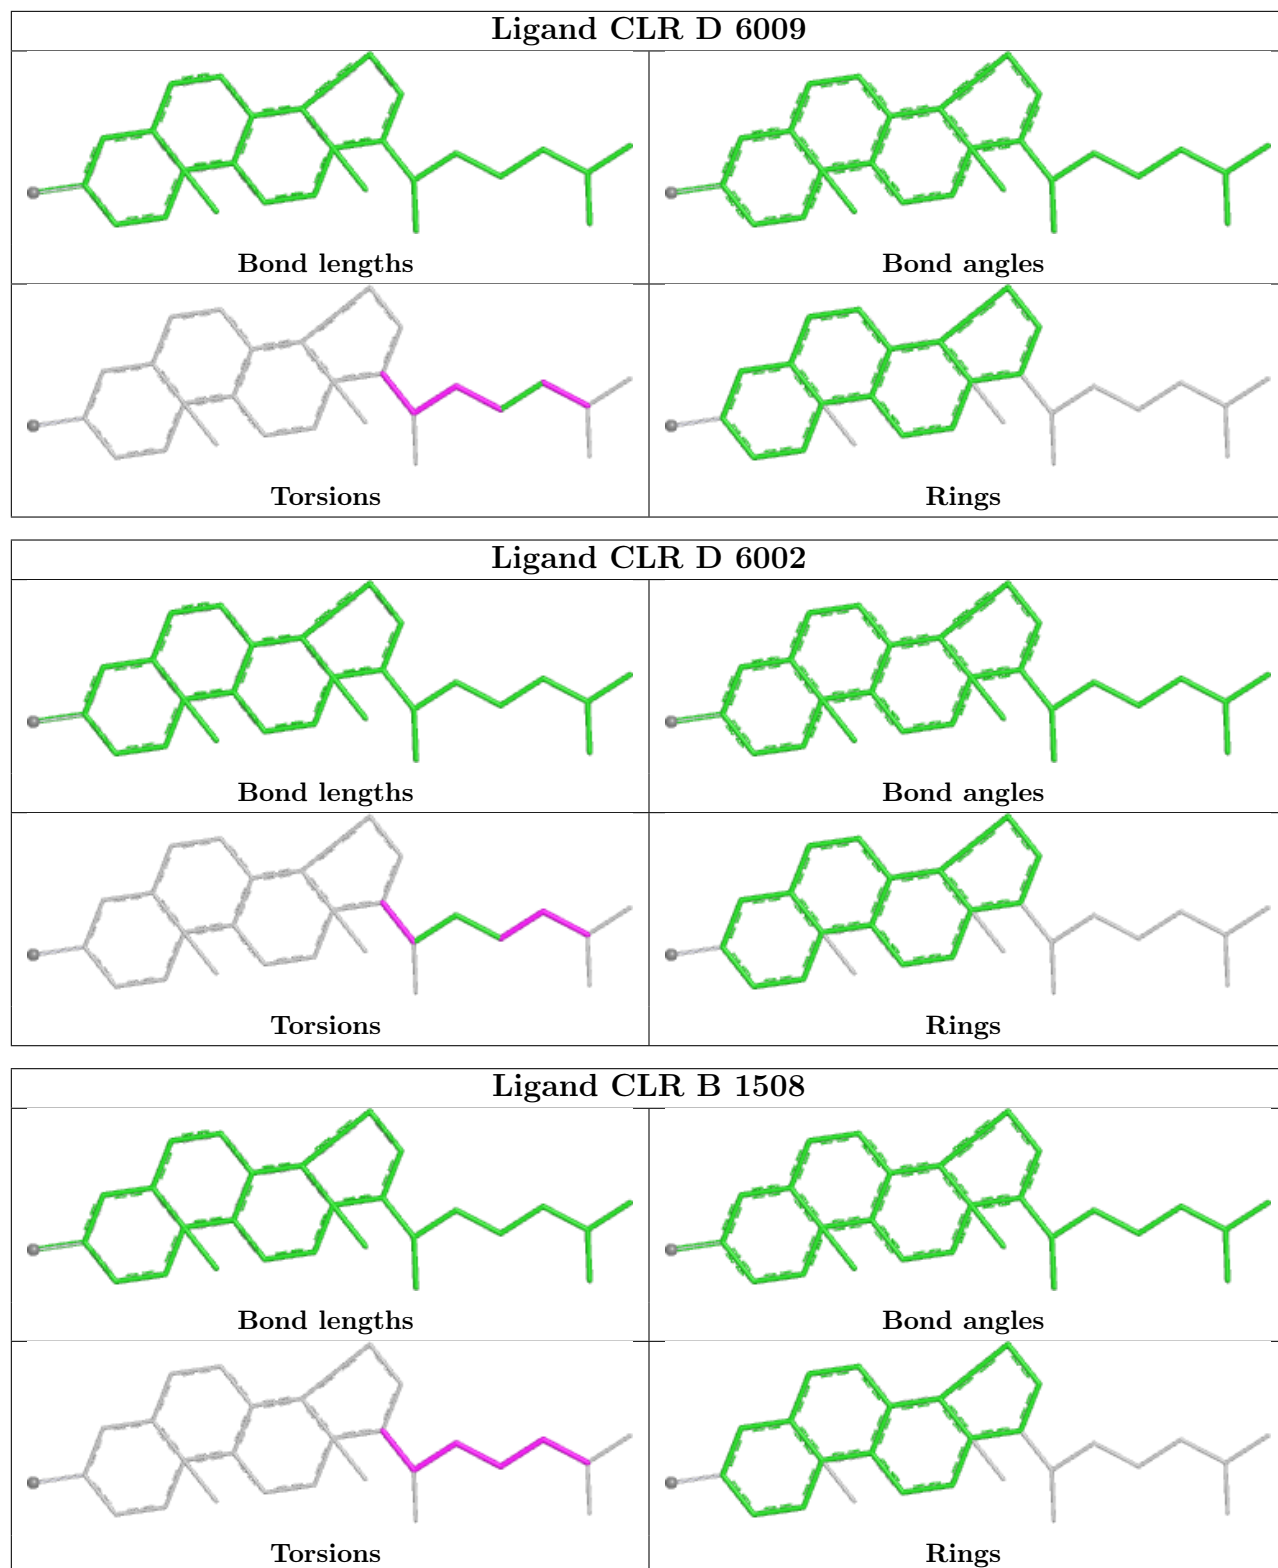 Ligand CLR D 6009
Bond lengths
Bond angles
Torsions
Rings
Ligand CLR D 6002
Bond lengths
Bond angles
Torsions
Rings
Ligand CLR B 1508
Bond lengths
Bond angles
Torsions
Rings